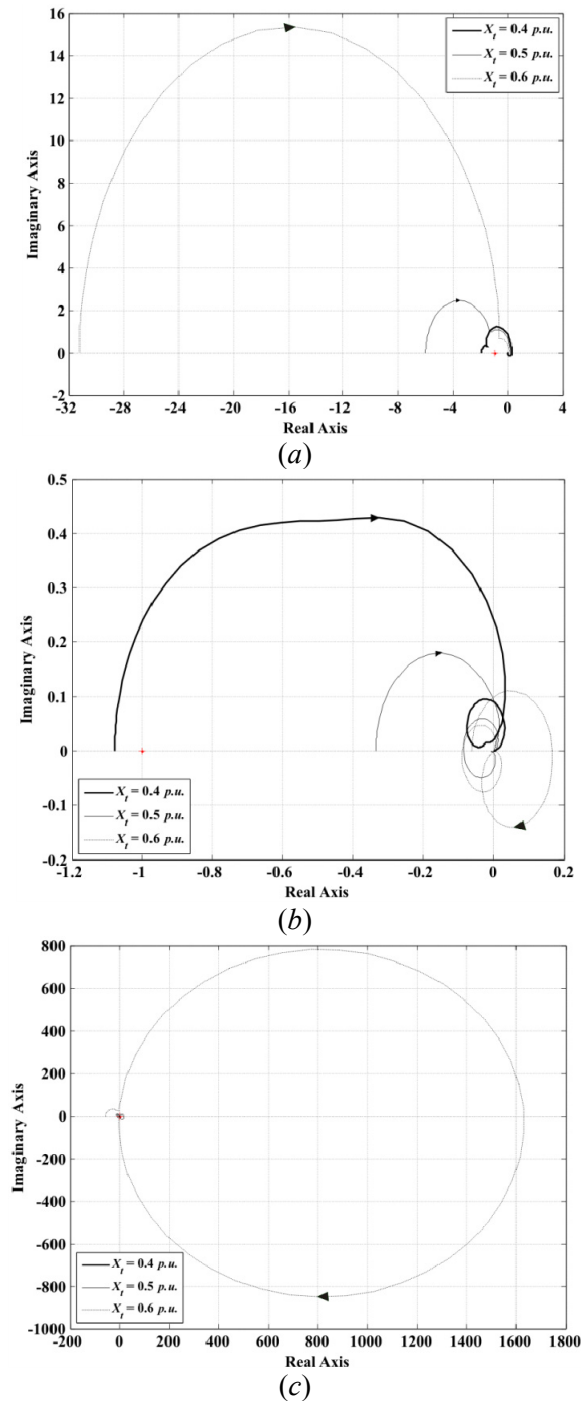 16
14
12
10
8
6
4
2
0
-2
Imaginary Axis
X_t = 0.4 p.u.
X_t = 0.5 p.u.
X_t = 0.6 p.u.
-32 -28 -24 -20 -16 -12 -8 -4 0 4
Real Axis
(a)
0.5
0.4
0.3
0.2
0.1
0
-0.1
-0.2
Imaginary Axis
X_t = 0.4 p.u.
X_t = 0.5 p.u.
X_t = 0.6 p.u.
-1.2 -1 -0.8 -0.6 -0.4 -0.2 0 0.2
Real Axis
(b)
800
600
400
200
0
-200
-400
-600
-800
-1000
Imaginary Axis
X_t = 0.4 p.u.
X_t = 0.5 p.u.
X_t = 0.6 p.u.
-200 0 200 400 600 800 1000 1200 1400 1600 1800
Real Axis
(c)